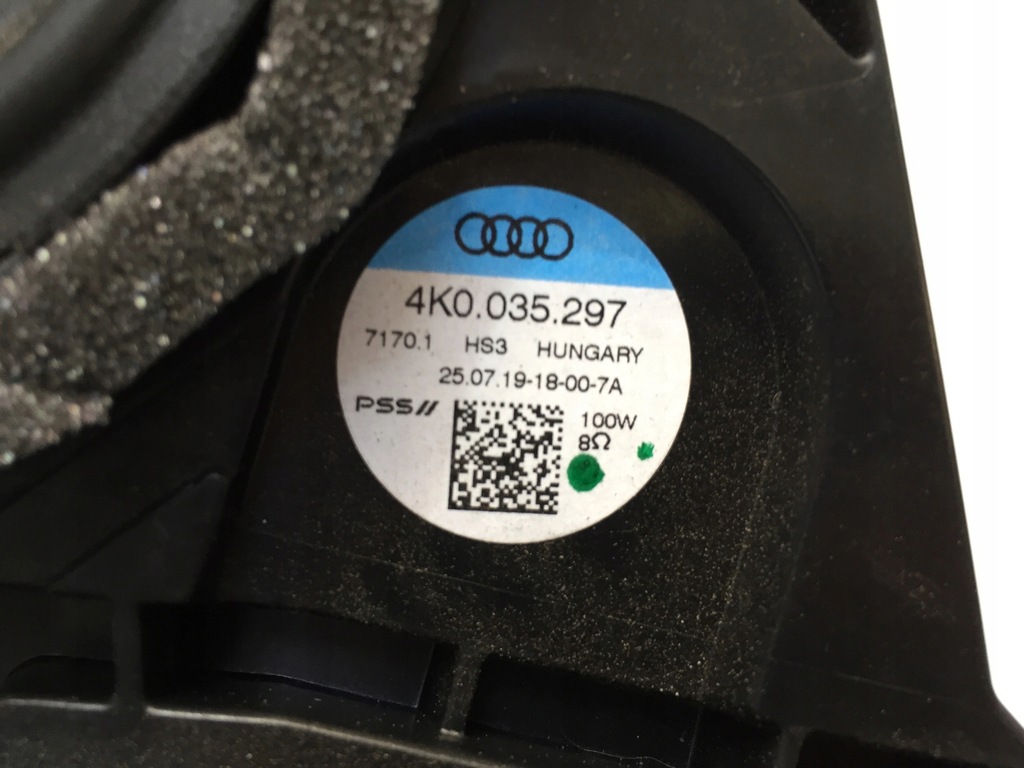 4K0.035.297
7170.1 HS3 HUNGARY
25.07.19-18-00-7A
PSS//
100W
8Ω